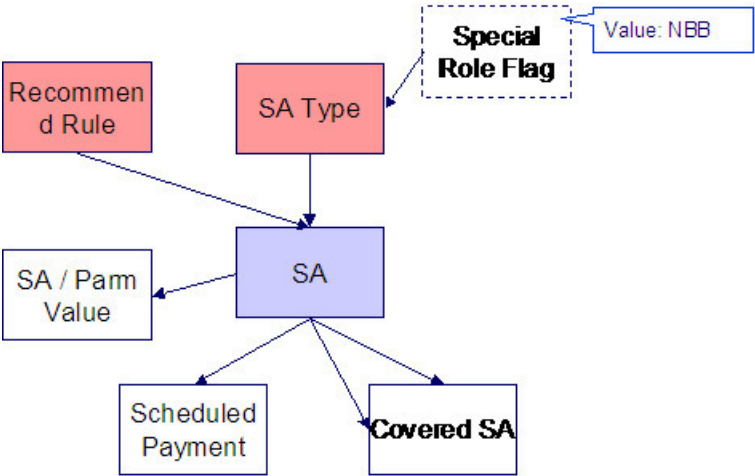 Special
Role Flag
Value: NBB
Recommen
d Rule
SA Type
SA / Parm
Value
SA
Scheduled
Payment
Covered SA